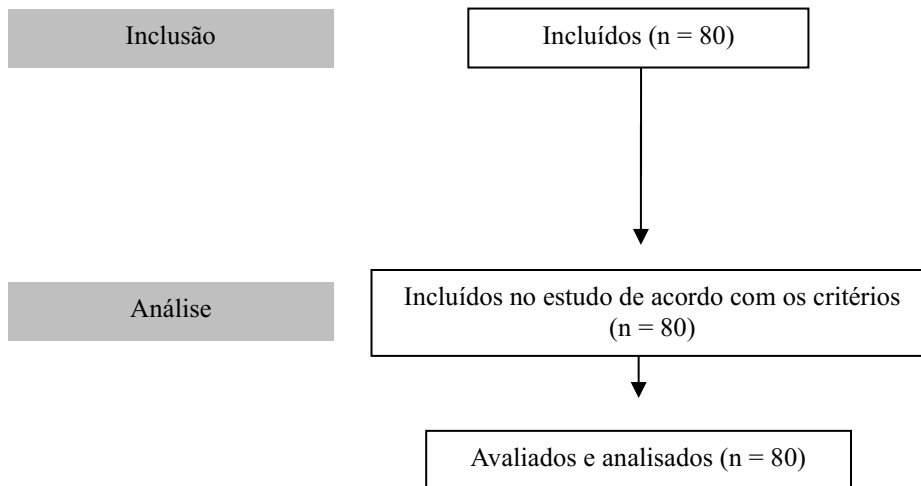 Inclusão
Incluídos (n = 80)
Análise
Incluídos no estudo de acordo com os critérios
(n = 80)
Avaliados e analisados (n = 80)